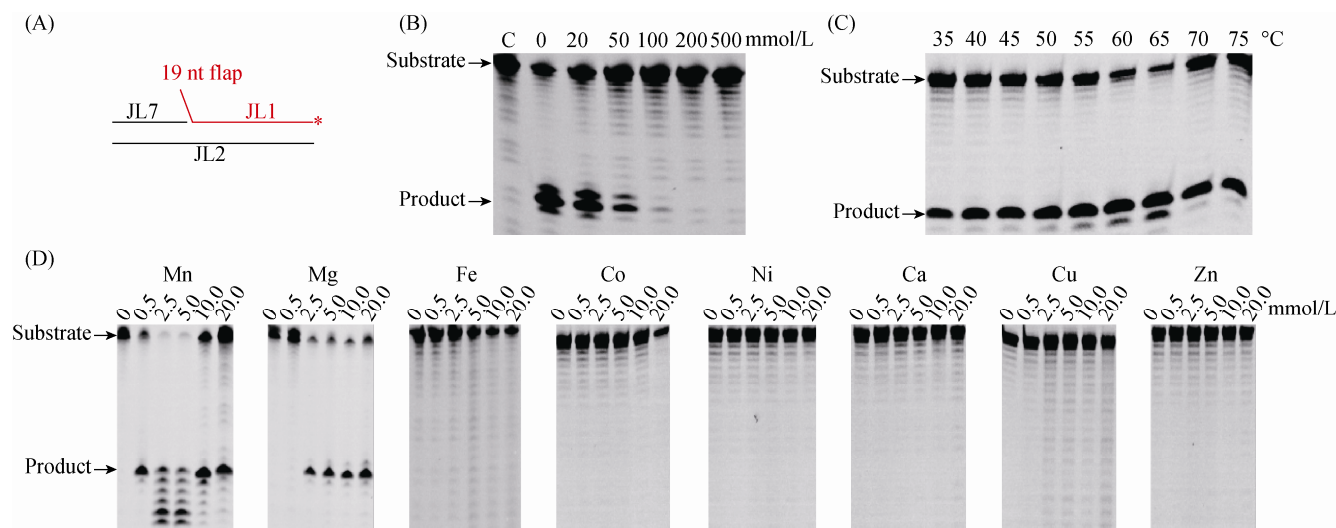 (A)
19 nt flap
JL7
JL1
*
JL2
(B)
C 0 20 50 100 200 500 mmol/L
Substrate
Product
(C)
35 40 45 50 55 60 65 70 75 °C
Substrate
Product
(D)
Mn Mg Fe Co Ni Ca Cu Zn
0 0.5 2.5 5.0 10.0 20.0 0 0.5 2.5 5.0 10.0 20.0 0 0.5 2.5 5.0 10.0 20.0 0 0.5 2.5 5.0 10.0 20.0 0 0.5 2.5 5.0 10.0 20.0 0 0.5 2.5 5.0 10.0 20.0 0 0.5 2.5 5.0 10.0 20.0 0 0.5 2.5 5.0 10.0 20.0 mmol/L
Substrate
Product